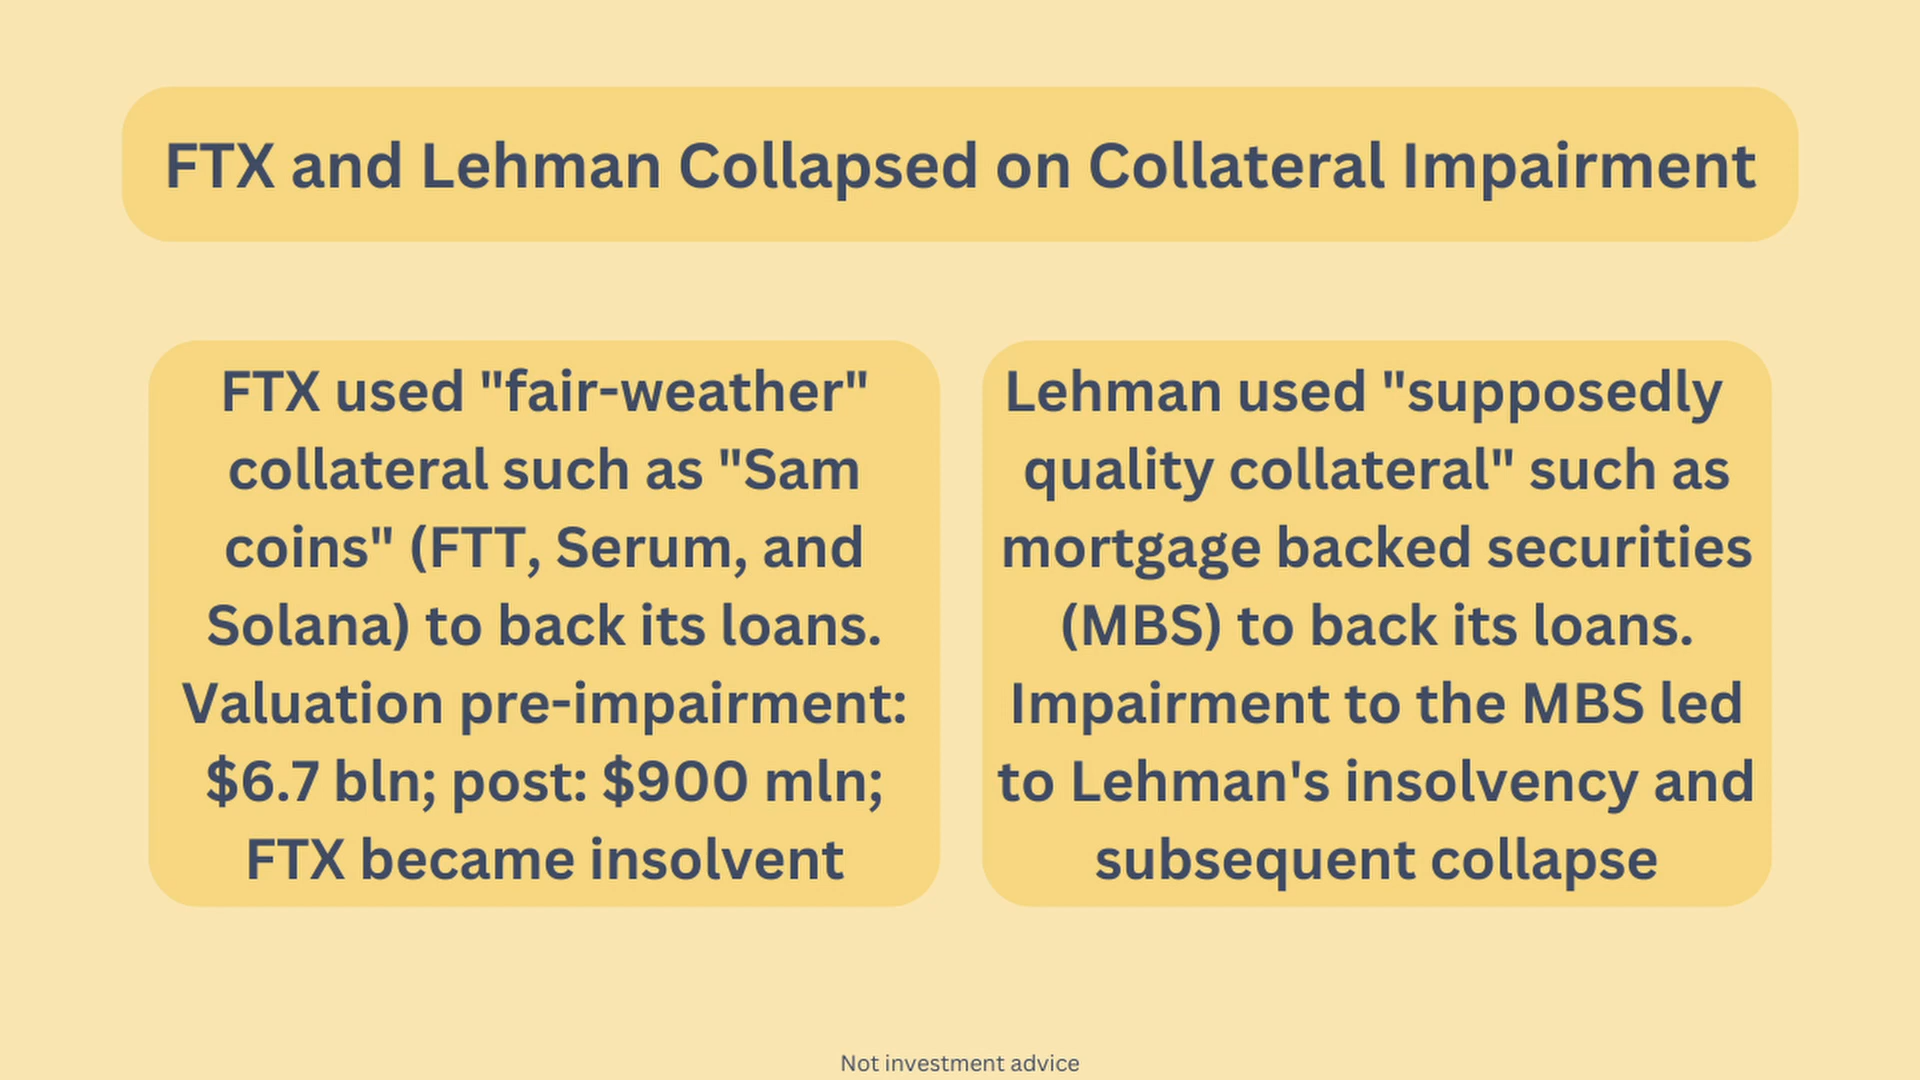 FTX and Lehman Collapsed on Collateral Impairment
FTX used "fair-weather"
collateral such as "Sam
coins" (FTT, Serum, and
Solana) to back its loans.
Valuation pre-impairment:
$6.7 bln; post: $900 mln;
FTX became insolvent
Lehman used "supposedly
quality collateral" such as
mortgage backed securities
(MBS) to back its loans.
Impairment to the MBS led
to Lehman's insolvency and
subsequent collapse
Not investment advice